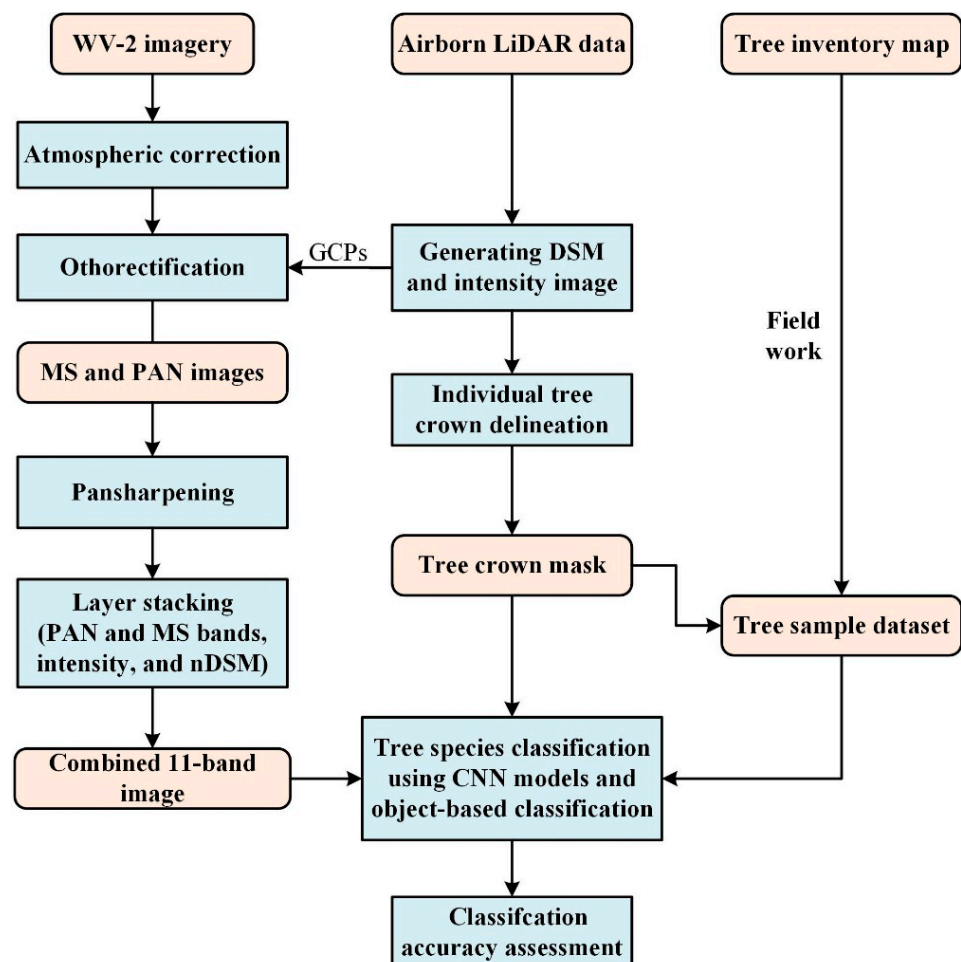 WV-2 imagery
Airborn LiDAR data
Tree inventory map
Atmospheric correction
Othorectification
GCPs
Generating DSM
and intensity image
Field
work
MS and PAN images
Individual tree
crown delineation
Pansharpening
Tree crown mask
Layer stacking
(PAN and MS bands,
intensity, and nDSM)
Tree sample dataset
Combined 11-band
image
Tree species classification
using CNN models and
object-based classification
Classifcation
accuracy assessment